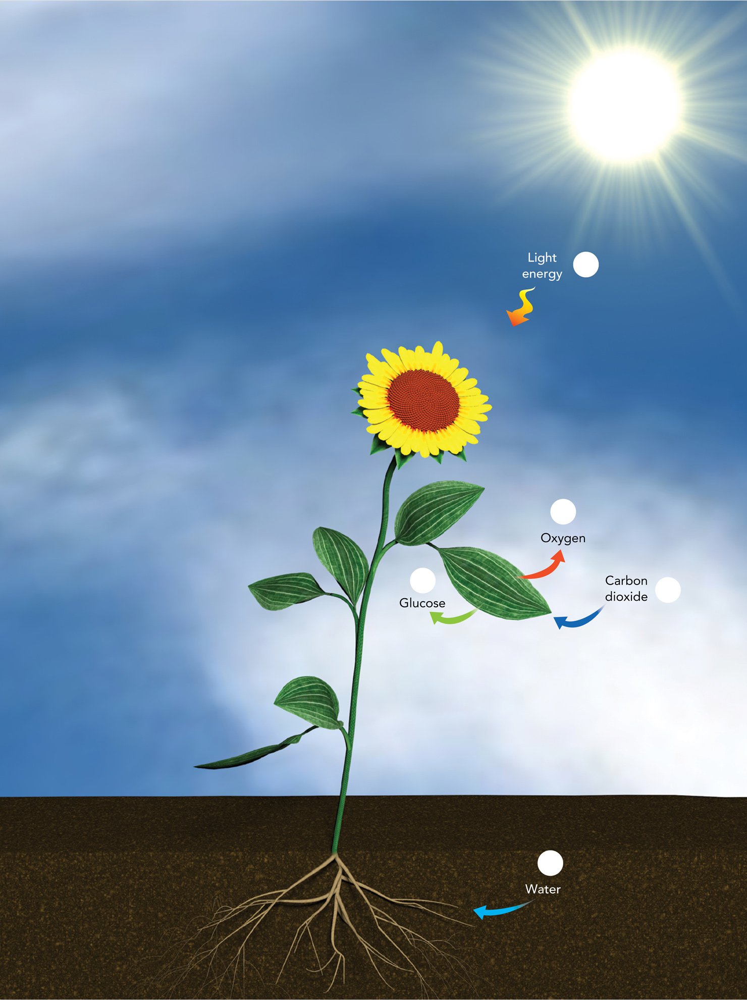 Light
energy
Oxygen
Carbon
dioxide
Glucose
Water